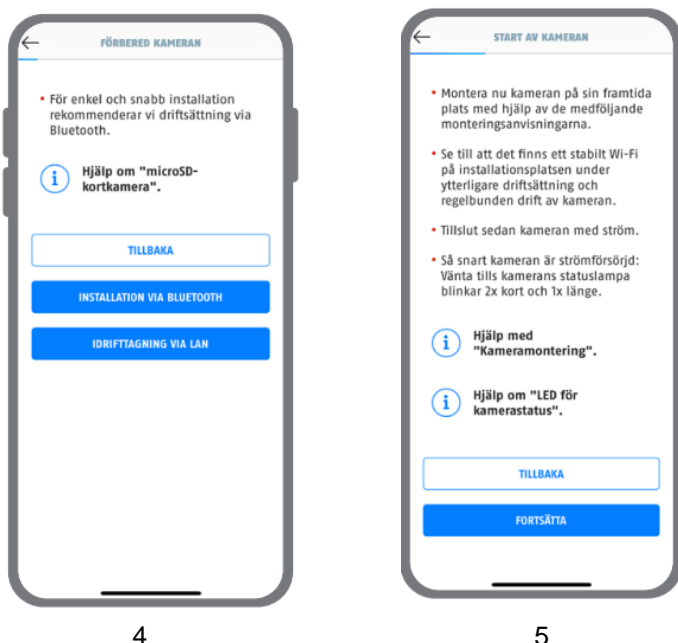 FÖRBERED KAMERAN
• För enkel och snabb installation
rekommenderar vi driftsättning via
Bluetooth.
Hjälp om "microSD-
kortkamera".
TILLBAKA
INSTALLATION VIA BLUETOOTH
IDRIFTTAGNING VIA LAN
4
START AV KAMERAN
• Montera nu kameran på sin framtida
plats med hjälp av de medföljande
monteringsanvisningarna.
• Se till att det finns ett stabilt Wi-Fi
på installationsplatsen under
ytterligare driftsättning och
regelbunden drift av kameran.
• Tillslut sedan kameran med ström.
• Så snart kameran är strömförsörjd:
Vänta tills kamerans statuslampa
blinkar 2x kort och 1x länge.
Hjälp med
"Kameramontering".
Hjälp om "LED för
kamerastatus".
TILLBAKA
FORTSÄTTA
5